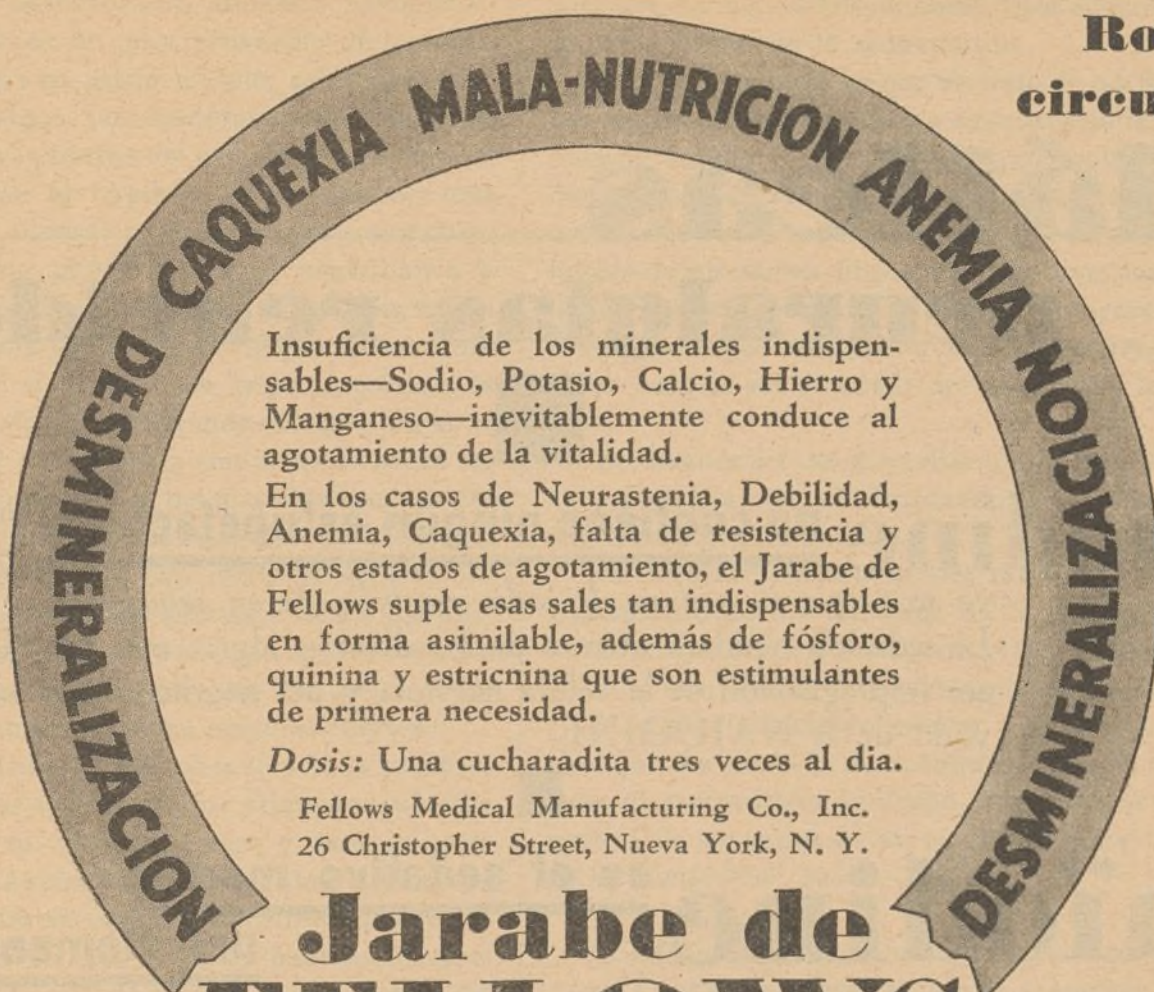 Ro
circu
DESMINERALIZACION CAQUEXIA MALA-NUTRICION ANEMIA DESMINERALIZACION
Insuficiencia de los minerales indispen-
sables—Sodio, Potasio, Calcio, Hierro y
Manganeso—inevitablemente conduce al
agotamiento de la vitalidad.
En los casos de Neurastenia, Debilidad,
Anemia, Caquexia, falta de resistencia y
otros estados de agotamiento, el Jarabe de
Fellows suple esas sales tan indispensables
en forma asimilable, además de fósforo,
quinina y estricnina que son estimulantes
de primera necesidad.
Dosis: Una cucharadita tres veces al dia.
Fellows Medical Manufacturing Co., Inc.
26 Christopher Street, Nueva York, N. Y.
Jarabe de
FELLOWS